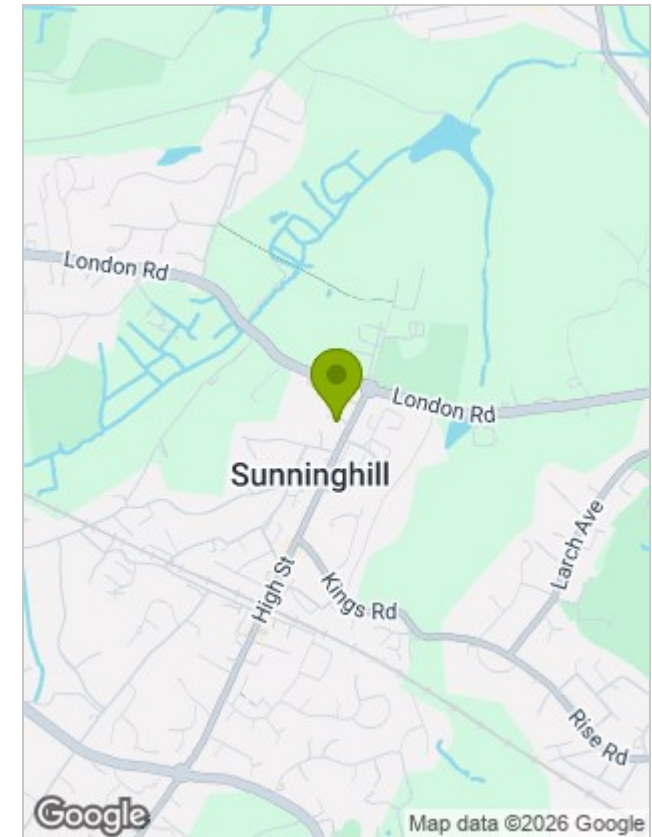 London Rd
London Rd
Sunninghill
Larch Ave
High St
Kings Rd
Rise Rd
Google
Map data ©2026 Google